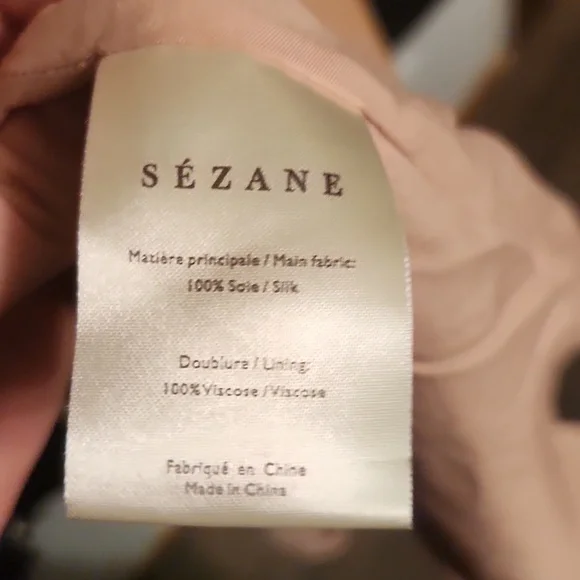 SÉZANE
Matière principale / Main fabric:
100% Soie / Silk
Doublure / Lining:
100% Viscose / Viscose
Fabriqué en Chine
Made in China